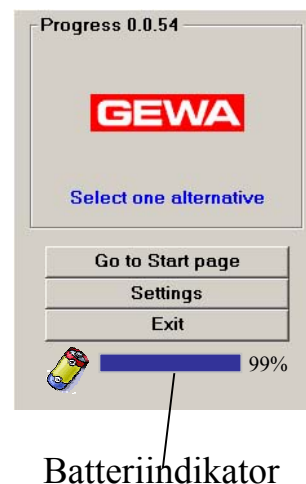 Progress 0.0.54
GEWA
Select one alternative
Go to Start page
Settings
Exit
99%
Batteriindikator